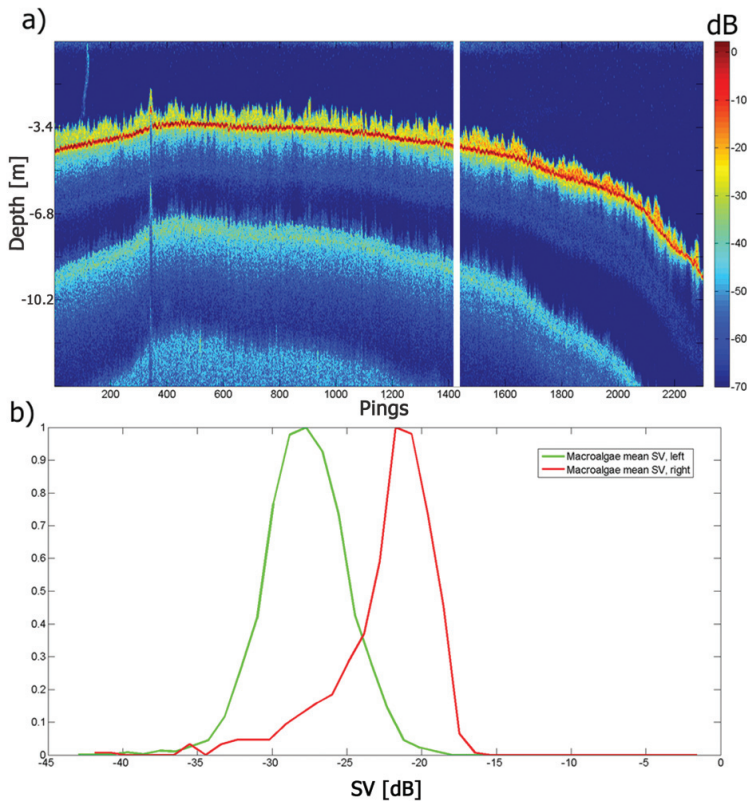 a)
dB
0
-10
-20
-30
-40
-50
-60
-70
Depth [m]
-3.4
-6.8
-10.2
200 400 600 800 1000 1200 1400 1600 1800 2000 2200
Pings
b)
1
0.9
0.8
0.7
0.6
0.5
0.4
0.3
0.2
0.1
0
Macroalgae mean SV, left
Macroalgae mean SV, right
-45 -40 -35 -30 -25 -20 -15 -10 -5 0
SV [dB]